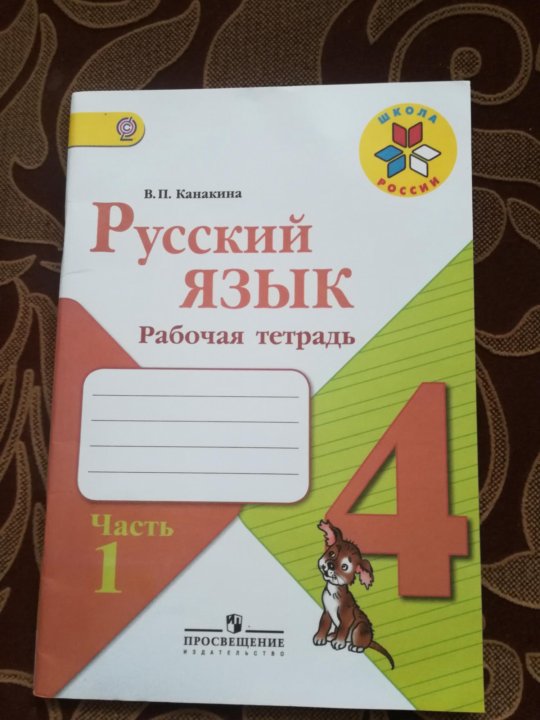 ШКОЛА
РОССИИ
В. П. Канакина
Русский
язык
Рабочая тетрадь
4
Часть
1
ПРОСВЕЩЕНИЕ
ИЗДАТЕЛЬСТВО